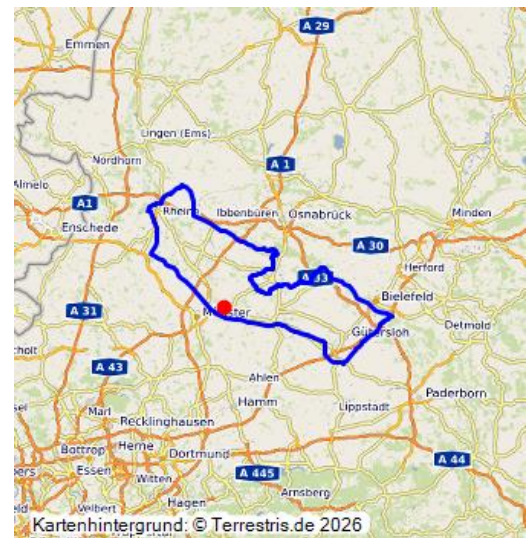 A 29
Emmen
Lingen (Ems)
A 1
Nordhorn
Almelo
A1
Rheine
Ibbenbüren
Osnabrück
Minden
Enschede
A 30
Herford
A 33
Bielefeld
A 31
Münster
Detmold
Gütersloh
A 43
Ahlen
Paderborn
Hamm
Lippstadt
Marl
Recklinghausen
Bottrop
Herne
Dortmund
A 44
Essen
Witten
A 445
Arnsberg
Hagen
Kartenhintergrund: © Terrestris.de 2026